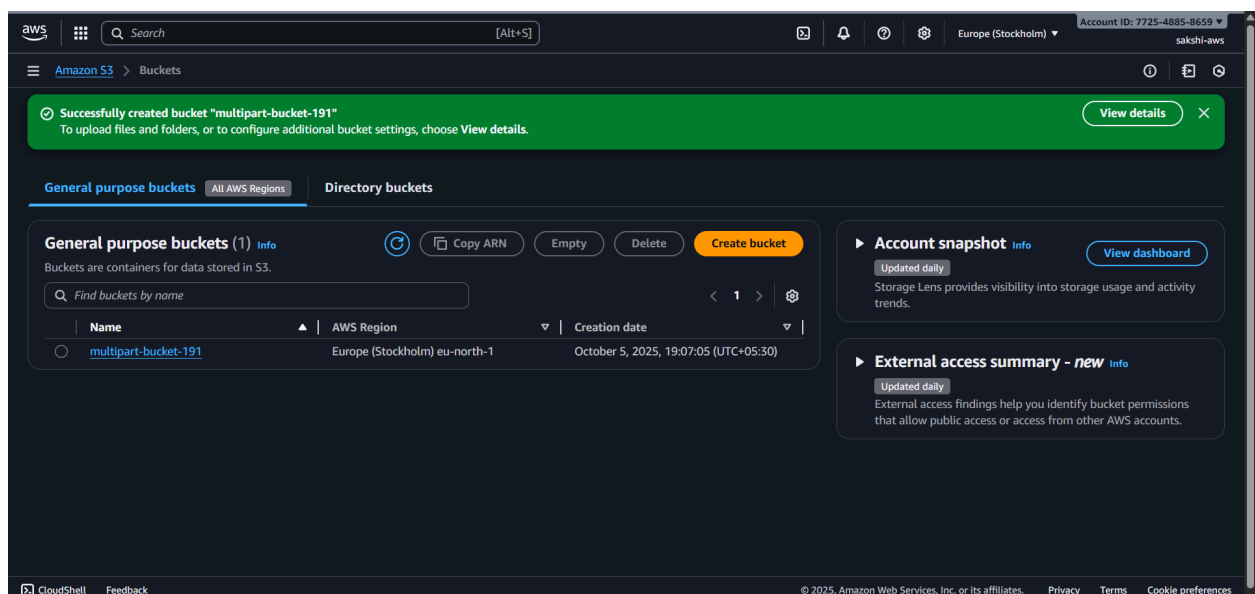 aws
Search [Alt+S]
Europe (Stockholm) ▼
Account ID: 7725-4885-8659 ▼
sakshi-aws
Amazon S3 > Buckets
Successfully created bucket "multipart-bucket-191"
To upload files and folders, or to configure additional bucket settings, choose View details.
View details
General purpose buckets All AWS Regions
Directory buckets
General purpose buckets (1) Info
Copy ARN
Empty
Delete
Create bucket
Buckets are containers for data stored in S3.
Find buckets by name
1
Name
AWS Region
Creation date
multipart-bucket-191
Europe (Stockholm) eu-north-1
October 5, 2025, 19:07:05 (UTC+05:30)
Account snapshot Info
View dashboard
Updated daily
Storage Lens provides visibility into storage usage and activity
trends.
External access summary - new Info
Updated daily
External access findings help you identify bucket permissions
that allow public access or access from other AWS accounts.
CloudShell
Feedback
© 2025, Amazon Web Services, Inc. or its affiliates.
Privacy
Terms
Cookie preferences